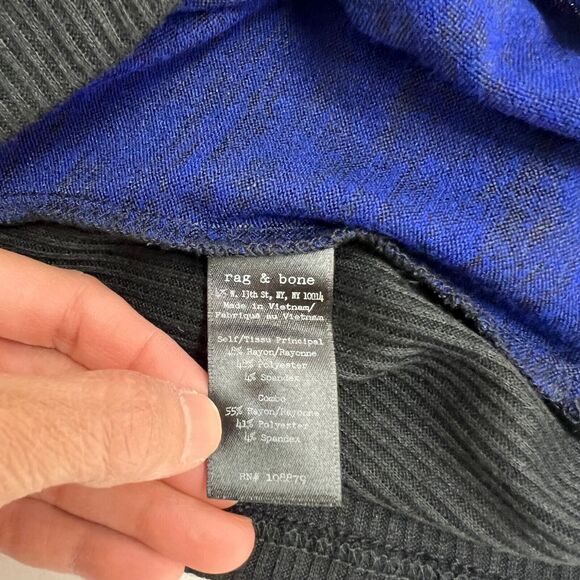 rag & bone
425 W. 13th St, NY, NY 10014
Made in Vietnam/
Fabriqué au Vietnam
Self/Tissu Principal
Rayon/Rayonne
Polyester
4% Spandex
Combo
55% Rayon/Rayonne
41% Polyester
4% Spandex
RN# 108879